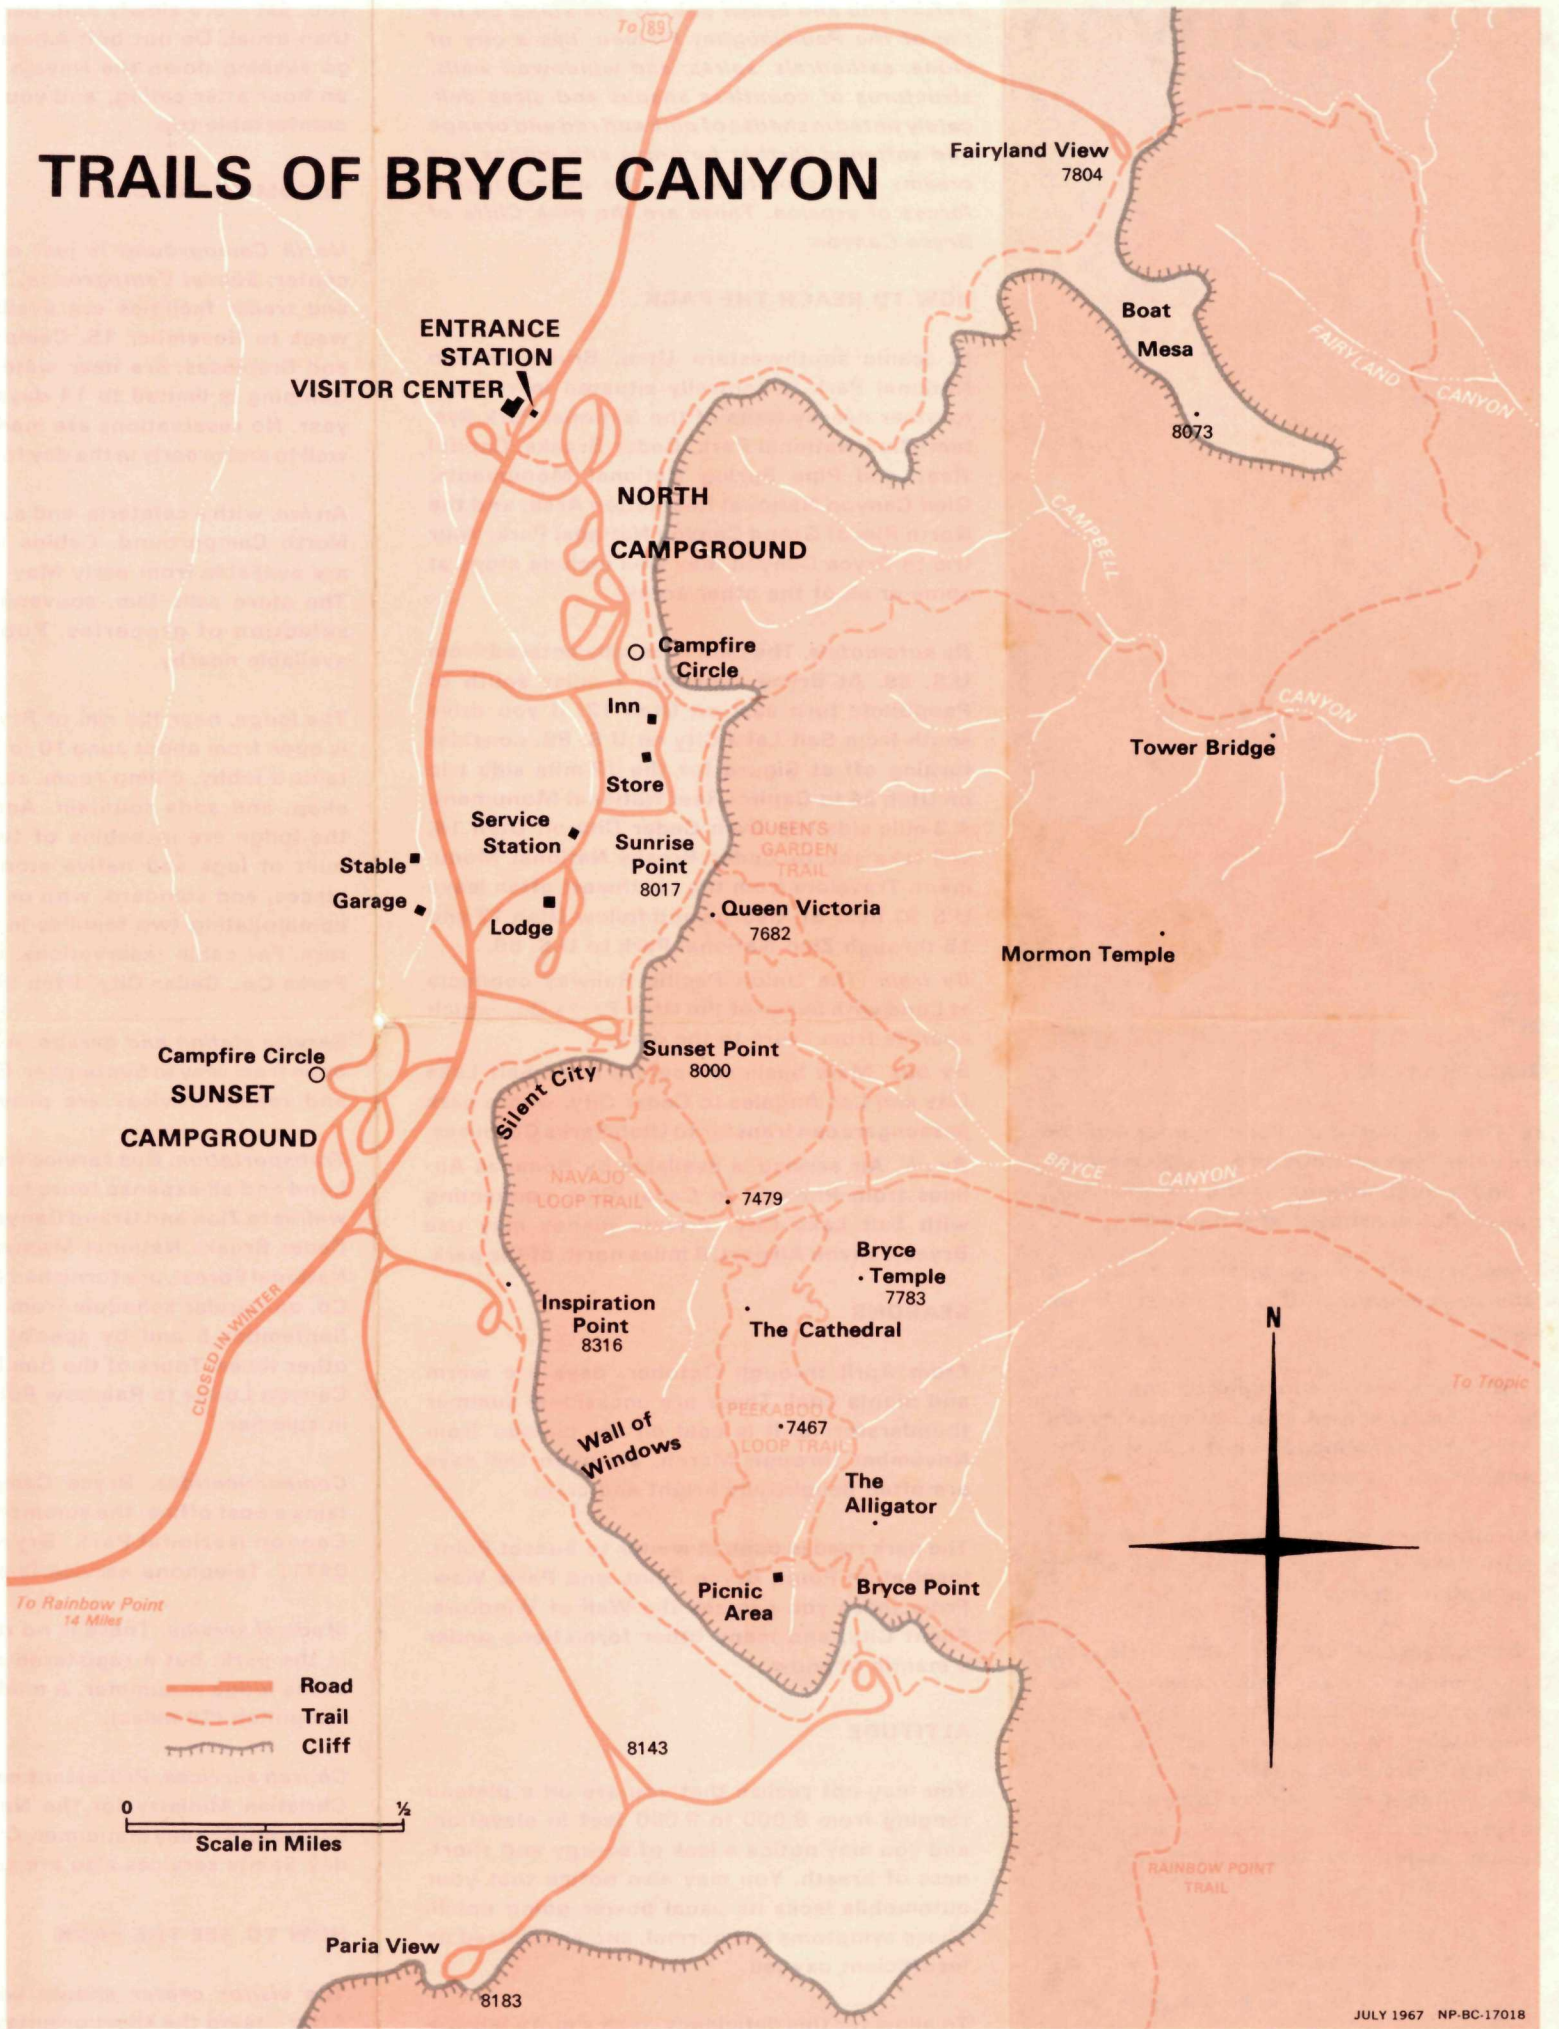 To 89
TRAILS OF BRYCE CANYON
Fairyland View
7804
Boat
Mesa
8073
FAIRYLAND
CANYON
ENTRANCE
STATION
VISITOR CENTER
NORTH
CAMPGROUND
CAMPBELL
CANYON
Campfire
Circle
Inn
Store
Tower Bridge
Service
Station
Sunrise
Point
8017
QUEEN'S
GARDEN
TRAIL
Stable
Garage
Lodge
Queen Victoria
7682
Mormon Temple
Campfire Circle
SUNSET
CAMPGROUND
Sunset Point
8000
Silent City
NAVAJO
LOOP TRAIL
7479
BRYCE
CANYON
Bryce
Temple
7783
Inspiration
Point
8316
The Cathedral
N
CLOSED IN WINTER
To Tropic
PEEKABOO
LOOP TRAIL
7467
Wall of
Windows
The
Alligator
Picnic
Area
Bryce Point
To Rainbow Point
14 Miles
Road
Trail
Cliff
8143
0
½
Scale in Miles
RAINBOW POINT
TRAIL
Paria View
8183
JULY 1967 NP-BC-17018